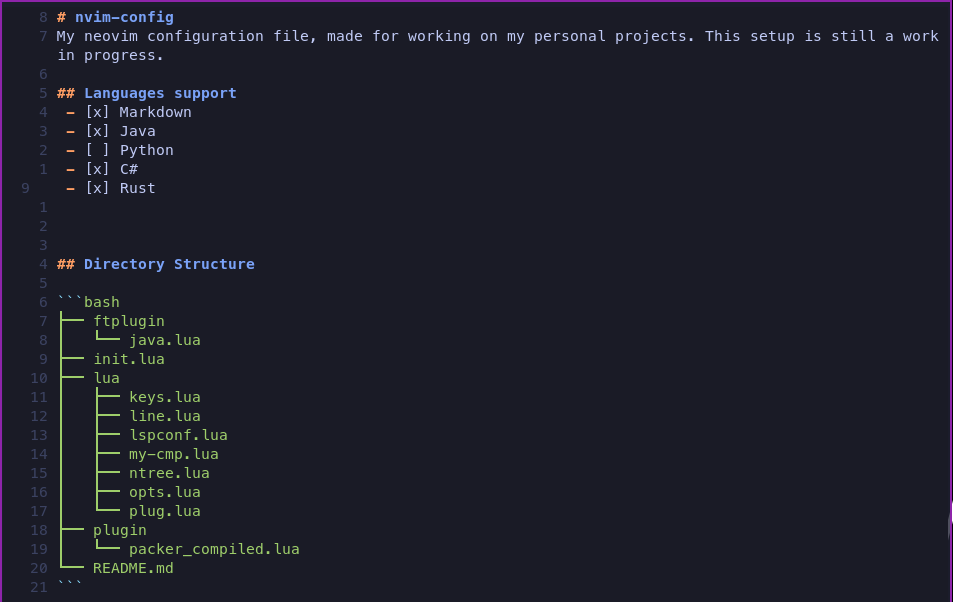 8 # nvim-config
7 My neovim configuration file, made for working on my personal projects. This setup is still a work
in progress.
6
5 ## Languages support
4  - [x] Markdown
3  - [x] Java
2  - [ ] Python
1  - [x] C#
9  - [x] Rust
1
2
3
4 ## Directory Structure
5
6 ```bash
7 ├── ftplugin
8 │   └── java.lua
9 ├── init.lua
10 ├── lua
11 │   ├── keys.lua
12 │   ├── line.lua
13 │   ├── lspconf.lua
14 │   ├── my-cmp.lua
15 │   ├── ntree.lua
16 │   ├── opts.lua
17 │   └── plug.lua
18 ├── plugin
19 │   └── packer_compiled.lua
20 └── README.md
21 ```